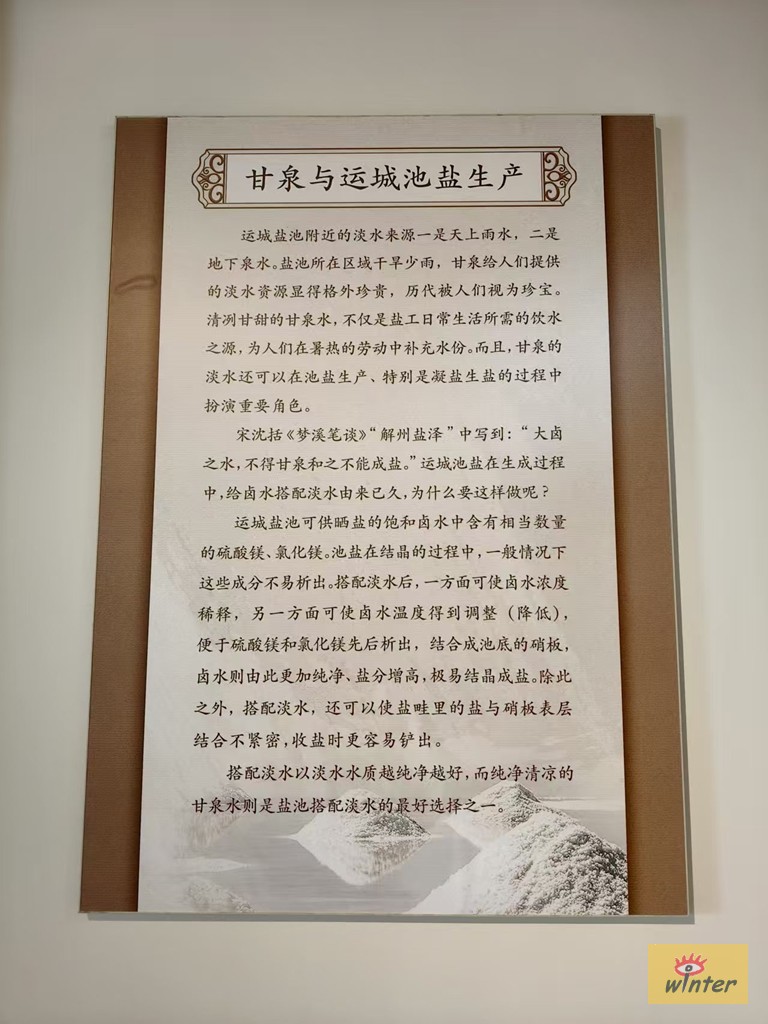 甘泉与运城池盐生产
运城盐池附近的淡水来源一是天上雨水，二是
地下泉水。盐池所在区域干旱少雨，甘泉给人们提供
的淡水资源显得格外珍贵，历代被人们视为珍宝。
清冽甘甜的甘泉水，不仅是盐工日常生活所需的饮水
之源，为人们在暑热的劳动中补充水份。而且，甘泉的
淡水还可以在池盐生产、特别是凝盐生盐的过程中
扮演重要角色。
宋沈括《梦溪笔谈》“解州盐泽”中写到：“大卤
之水，不得甘泉和之不能成盐。”运城池盐在生成过程
中，给卤水搭配淡水由来已久，为什么要这样做呢？
运城盐池可供晒盐的饱和卤水中含有相当数量
的硫酸镁、氯化镁。池盐在结晶的过程中，一般情况下
这些成分不易析出。搭配淡水后，一方面可使卤水浓度
稀释，另一方面可使卤水温度得到调整（降低），
便于硫酸镁和氯化镁先后析出，结合成池底的硝板，
卤水则由此更加纯净、盐分增高，极易结晶成盐。除此
之外，搭配淡水，还可以使盐畦里的盐与硝板表层
结合不紧密，收盐时更容易铲出。
搭配淡水以淡水水质越纯净越好，而纯净清凉的
甘泉水则是盐池搭配淡水的最好选择之一。
winter